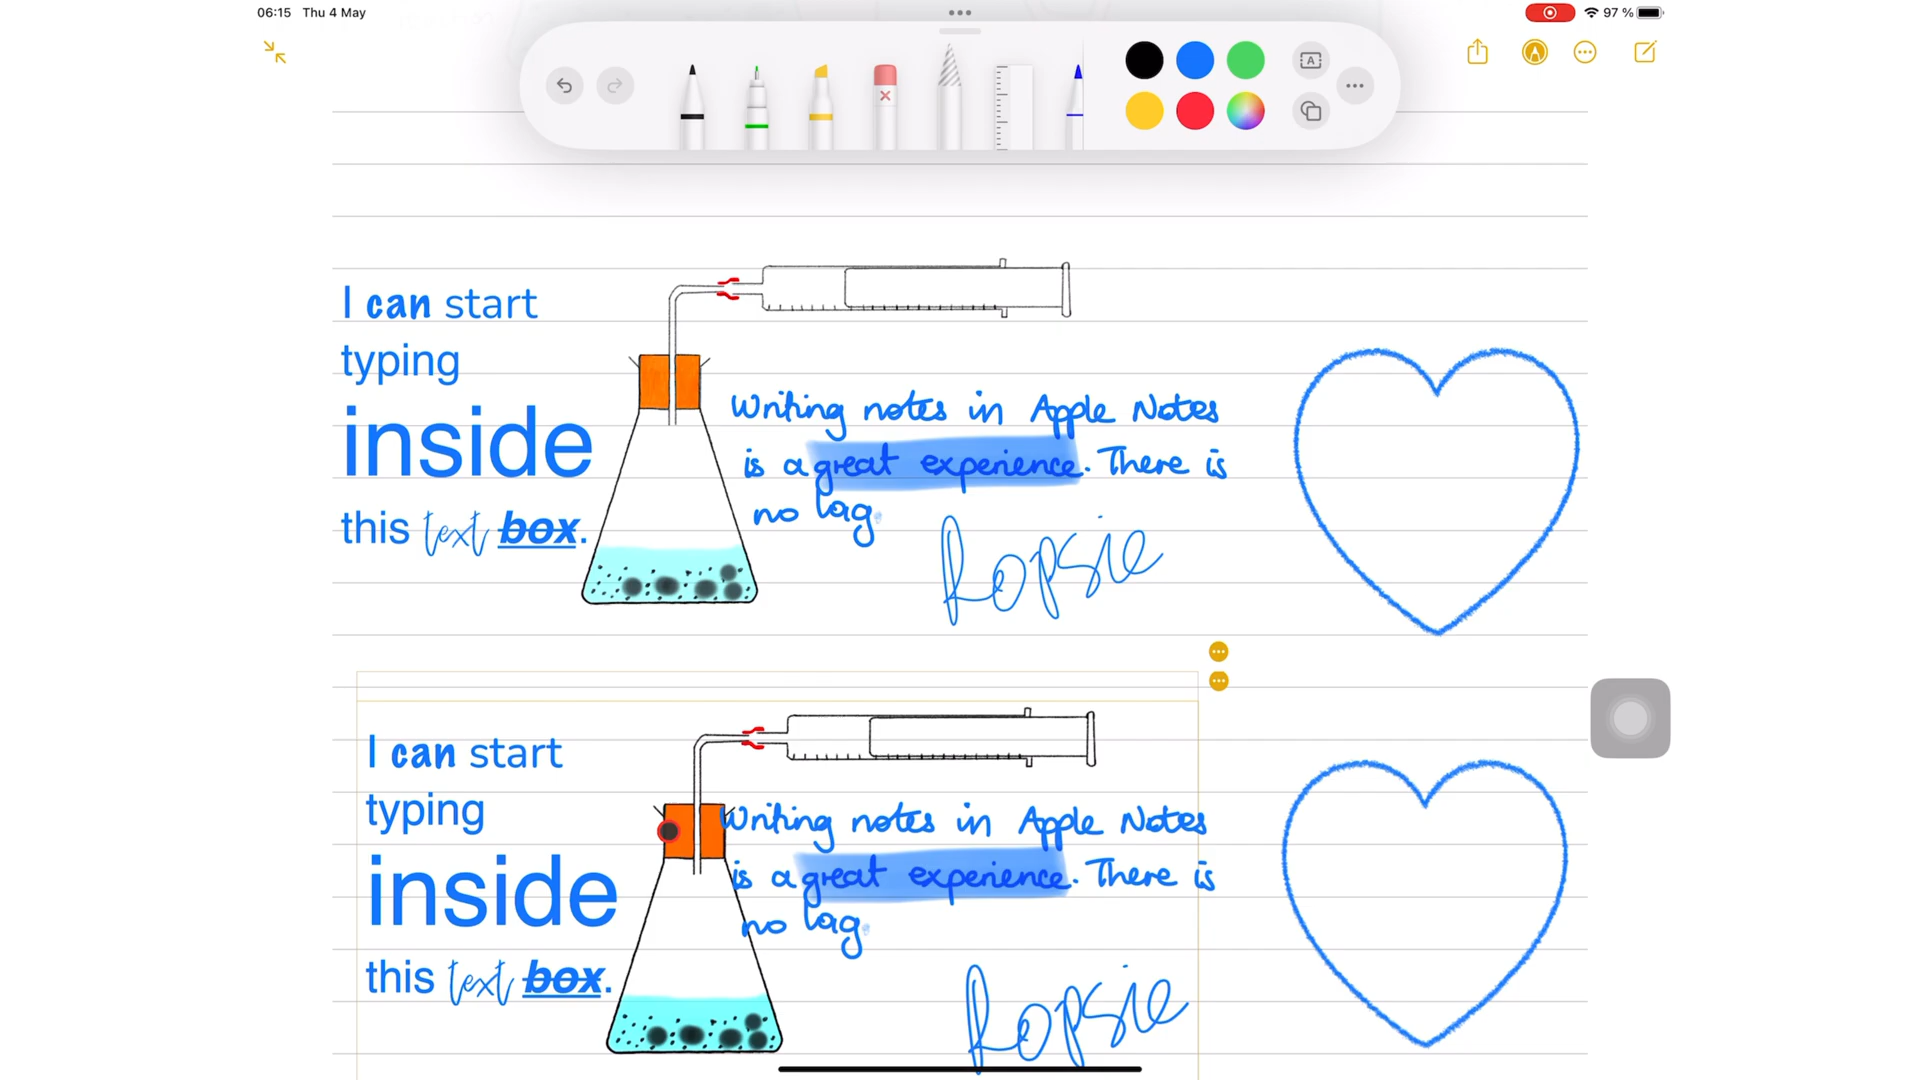 06:15 Thu 4 May
97 %
A
I can start
typing
inside
this text box.
Writing notes in Apple Notes
is a great experience. There is
no lag.
Ropsie
I can start
typing
inside
this text box.
Writing notes in Apple Notes
is a great experience. There is
no lag.
Ropsie